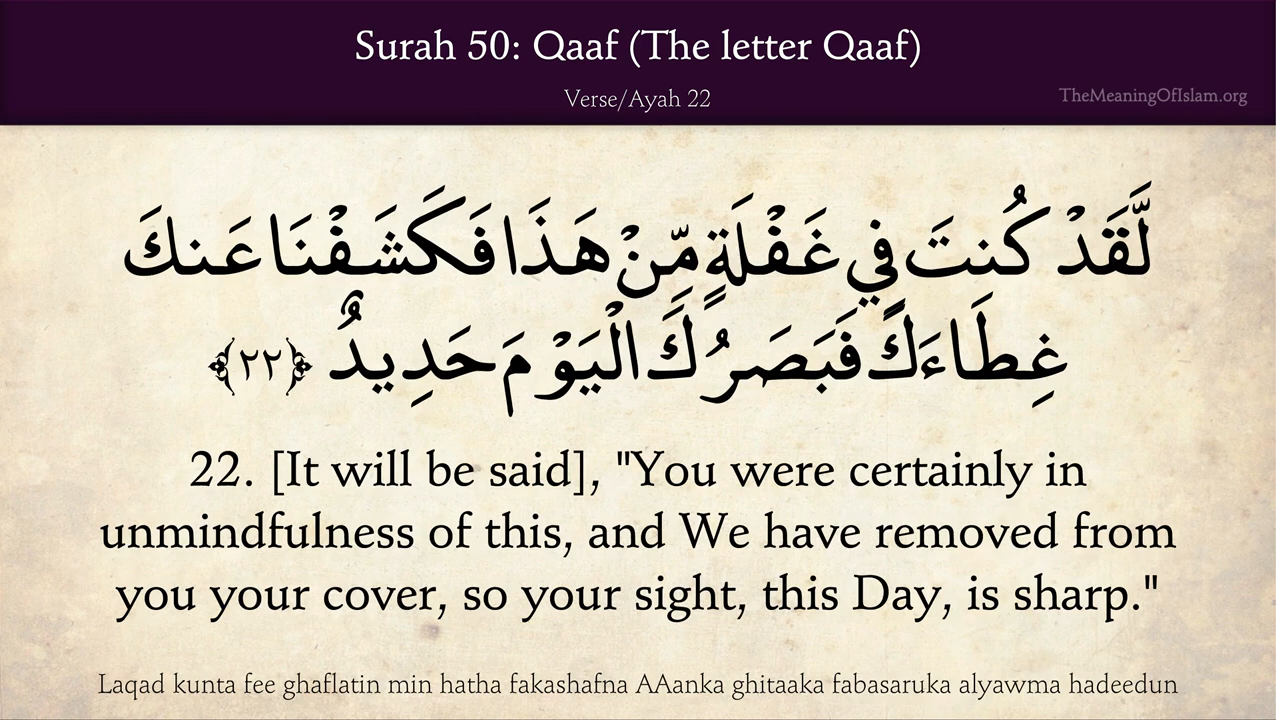 Surah 50: Qaaf (The letter Qaaf)
Verse/Ayah 22
TheMeaningOfIslam.org
لَّقَدْ كُنتَ فِي غَفْلَةٍ مِّنْ هَذَا فَكَشَفْنَا عَنكَ
غِطَاءَكَ فَبَصَرُكَ الْيَوْمَ حَدِيدٌ ﴿٢٢﴾
22. [It will be said], "You were certainly in
unmindfulness of this, and We have removed from
you your cover, so your sight, this Day, is sharp."
Laqad kunta fee ghaflatin min hatha fakashafna AAanka ghitaaka fabasaruka alyawma hadeedun